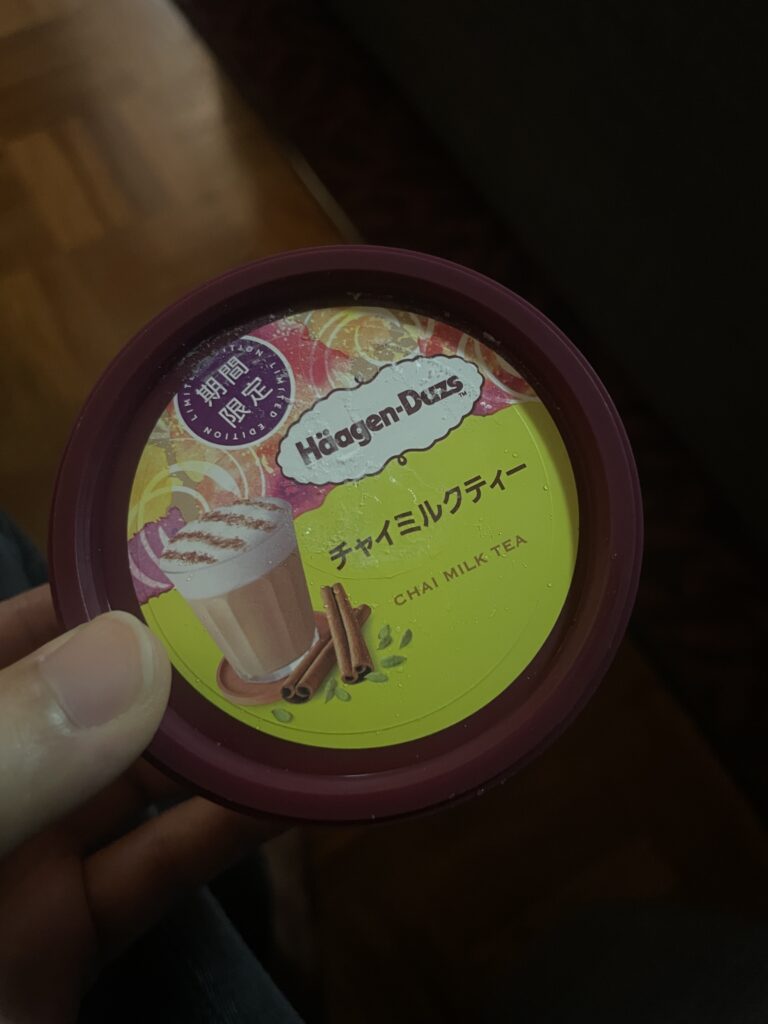 期間
限定
LIMITED EDITION
Häagen-Dazs™
チャイミルクティー
CHAI MILK TEA